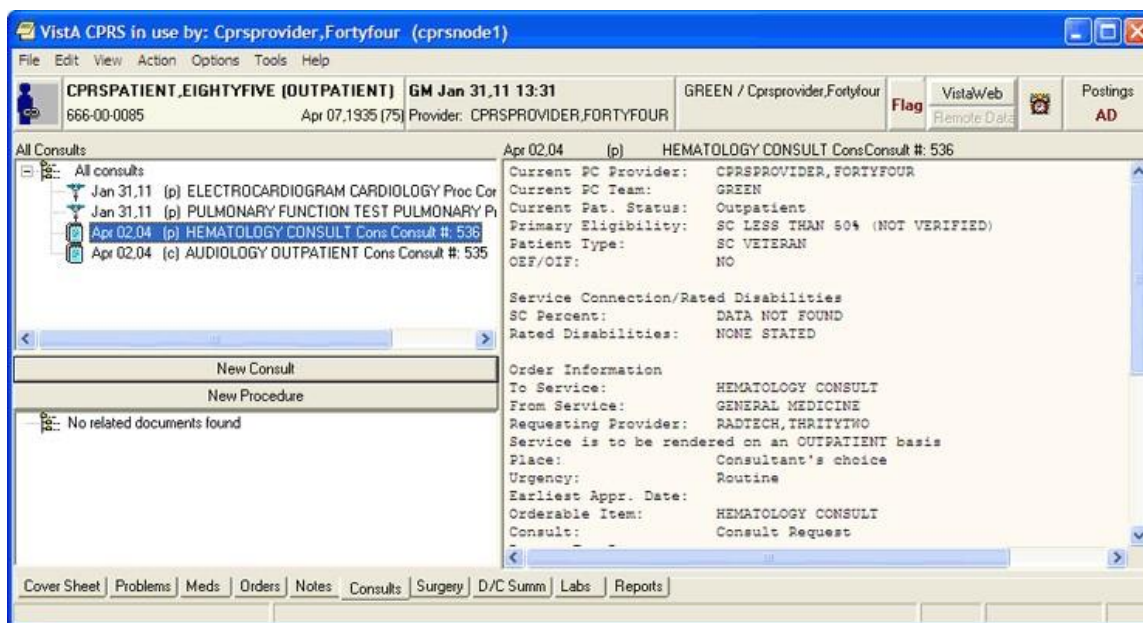 VistA CPRS in use by: Cprsprovider,Fortyfour (cprsnode1)
File Edit View Action Options Tools Help
CPRSPATIENT,EIGHTYFIVE (OUTPATIENT)
666-00-0085 Apr 07,1935 (75)
GM Jan 31,11 13:31
Provider: CPRSPROVIDER,FORTYFOUR
GREEN / Cprsprovider,Fortyfour
Flag
VistaWeb
Remote Data
Postings
AD
All Consults
All consults
Jan 31,11 (p) ELECTROCARDIOGRAM CARDIOLOGY Proc Cor
Jan 31,11 (p) PULMONARY FUNCTION TEST PULMONARY
Apr 02,04 (p) HEMATOLOGY CONSULT Cons Consult #: 536
Apr 02,04 (c) AUDIOLOGY OUTPATIENT Cons Consult #: 535
New Consult
New Procedure
No related documents found
Apr 02,04 (p) HEMATOLOGY CONSULT ConsConsult #: 536
Current PC Provider: CPRSPROVIDER,FORTYFOUR
Current PC Team: GREEN
Current Pat. Status: Outpatient
Primary Eligibility: SC LESS THAN 50% (NOT VERIFIED)
Patient Type: SC VETERAN
OEF/OIF: NO
Service Connection/Rated Disabilities
SC Percent: DATA NOT FOUND
Rated Disabilities: NONE STATED
Order Information
To Service: HEMATOLOGY CONSULT
From Service: GENERAL MEDICINE
Requesting Provider: RADTECH,THRITYTWO
Service is to be rendered on an OUTPATIENT basis
Place: Consultant's choice
Urgency: Routine
Earliest Appr. Date:
Orderable Item: HEMATOLOGY CONSULT
Consult: Consult Request
Cover Sheet Problems Meds Orders Notes Consults Surgery D/C Summ Labs Reports